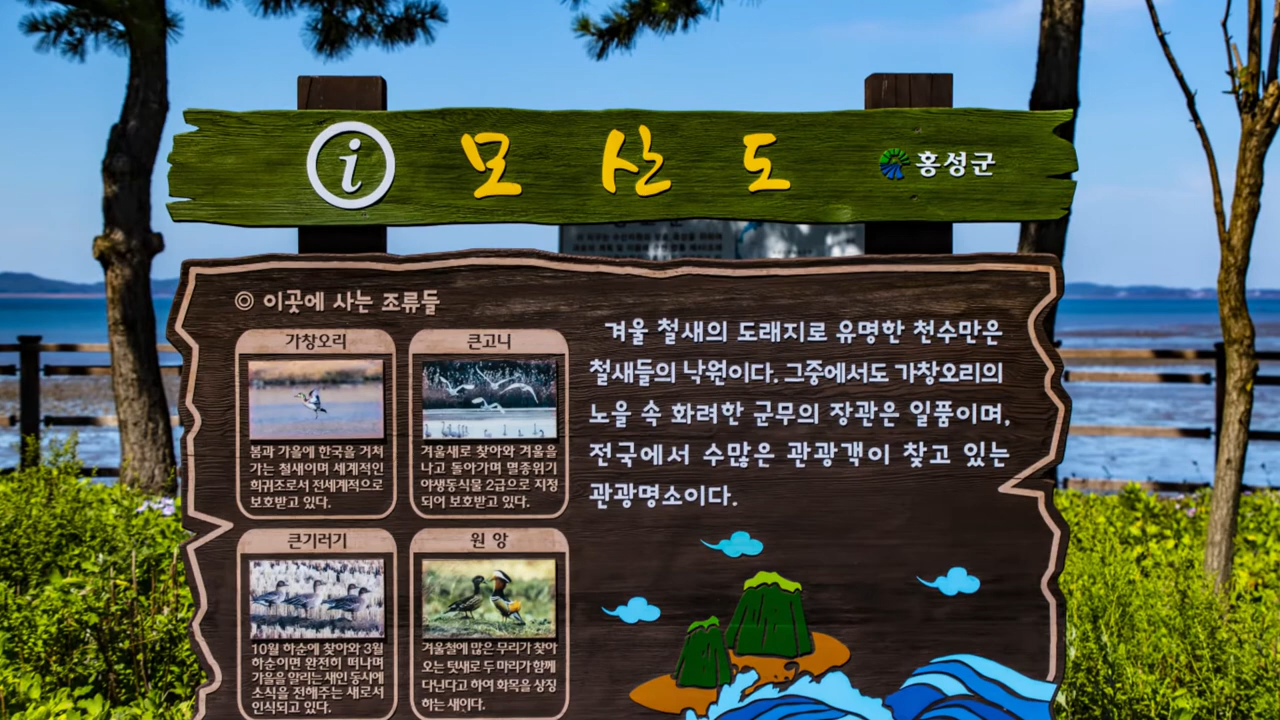 i 모산도 홍성군
◎ 이곳에 사는 조류들
가창오리
봄과 가을에 한국을 거쳐
가는 철새이며 세계적인
희귀조로서 전세계적으로
보호받고 있다.
큰고니
겨울새로 찾아와 겨울을
나고 돌아가며 멸종위기
야생동식물 2급으로 지정
되어 보호받고 있다.
큰기러기
10월 하순에 찾아와 3월
하순이면 완전히 떠나며
가을을 알리는새인 동시에
소식을 전해주는 새로서
인식되고 있다.
원앙
겨울철에 많은 무리가 찾아
오는 텃새로 두 마리가 함께
다닌다고 하여 화목을 상징
하는 새이다.
겨울 철새의 도래지로 유명한 천수만은
철새들의 낙원이다. 그중에서도 가창오리의
노을 속 화려한 군무의 장관은 일품이며,
전국에서 수많은 관광객이 찾고 있는
관광명소이다.